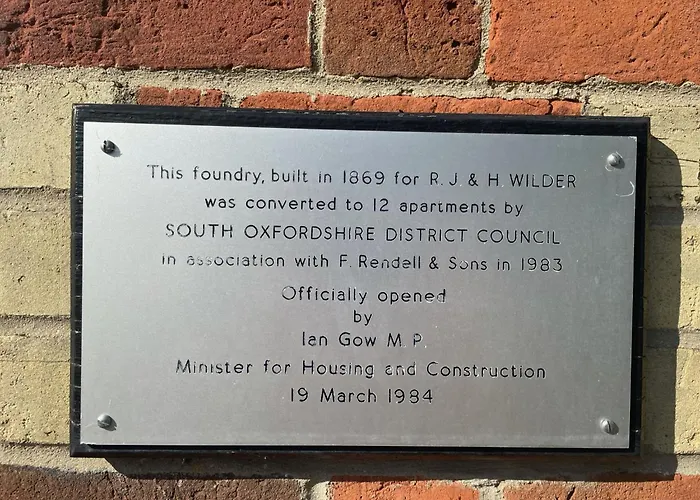 This foundry, built in 1869 for R. J. & H. WILDER
was converted to 12 apartments by
SOUTH OXFORDSHIRE DISTRICT COUNCIL
in association with F. Rendell & Sons in 1983
Officially opened
by
Ian Gow M. P.
Minister for Housing and Construction
19 March 1984